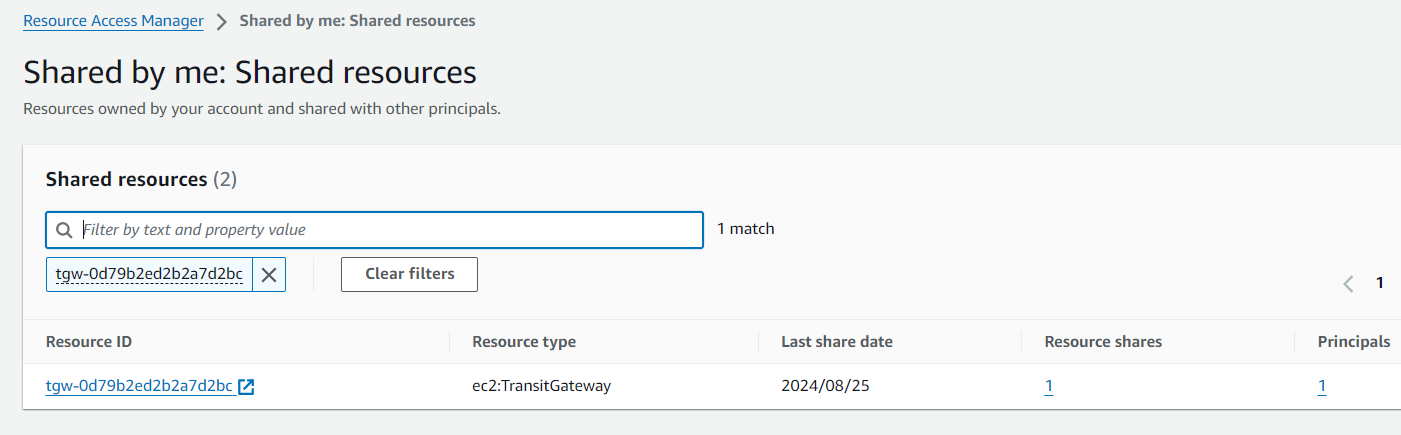 Resource Access Manager > Shared by me: Shared resources
Shared by me: Shared resources
Resources owned by your account and shared with other principals.
Shared resources (2)
Filter by text and property value 1 match
tgw-0d79b2ed2b2a7d2bc Clear filters
1
Resource ID Resource type Last share date Resource shares Principals
tgw-0d79b2ed2b2a7d2bc ec2:TransitGateway 2024/08/25 1 1